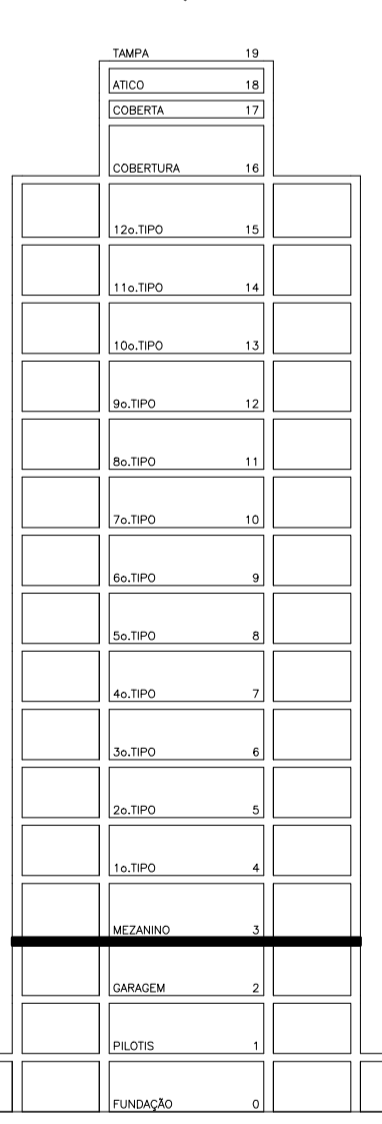 TAMPA 19
ATICO 18
COBERTA 17
COBERTURA 16
12o.TIPO 15
11o.TIPO 14
10o.TIPO 13
9o.TIPO 12
8o.TIPO 11
7o.TIPO 10
6o.TIPO 9
5o.TIPO 8
4o.TIPO 7
3o.TIPO 6
2o.TIPO 5
1o.TIPO 4
MEZANINO 3
GARAGEM 2
PILOTIS 1
FUNDAÇÃO 0